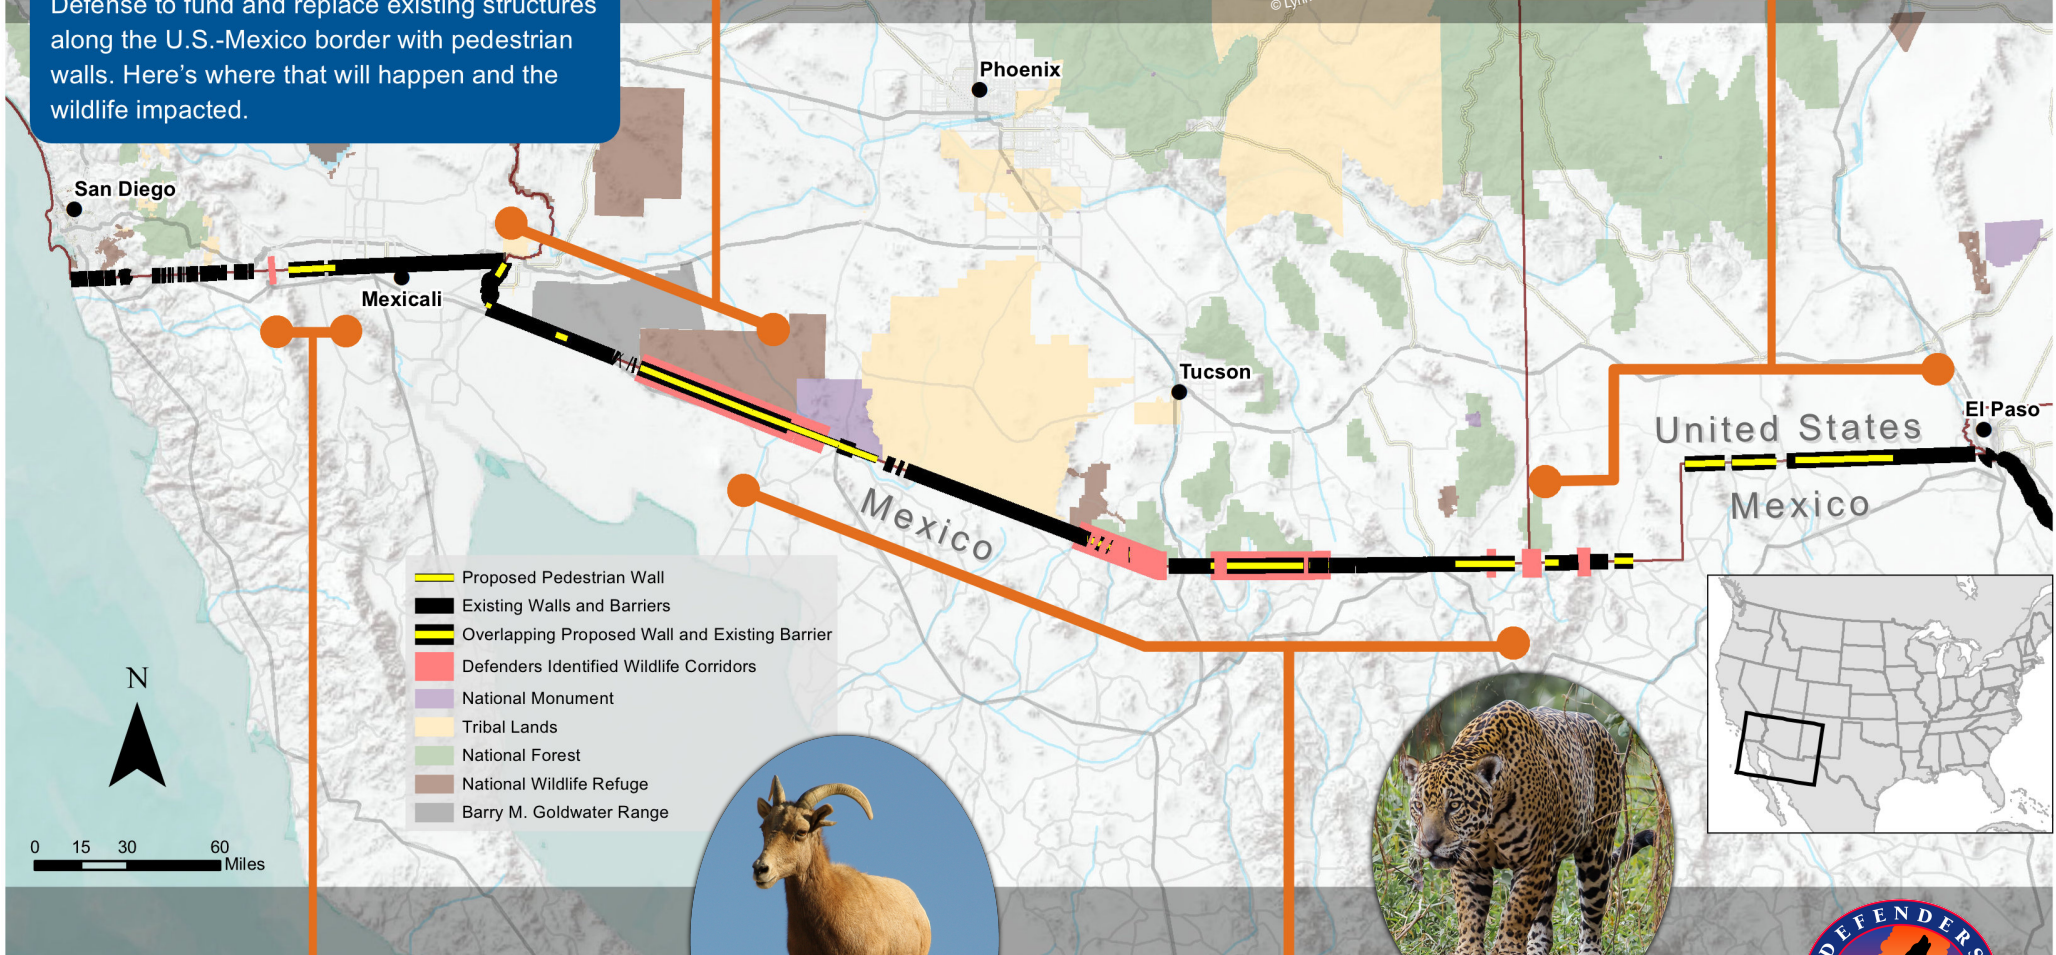 Defense to fund and replace existing structures
along the U.S.-Mexico border with pedestrian
walls. Here’s where that will happen and the
wildlife impacted.
©
Phoenix
San Diego
Mexicali
Tucson
El Paso
United States
Mexico
Mexico
Proposed Pedestrian Wall
Existing Walls and Barriers
Overlapping Proposed Wall and Existing Barrier
Defenders Identified Wildlife Corridors
National Monument
Tribal Lands
National Forest
National Wildlife Refuge
Barry M. Goldwater Range
N
0 15 30 60
Miles
DEFENDERS